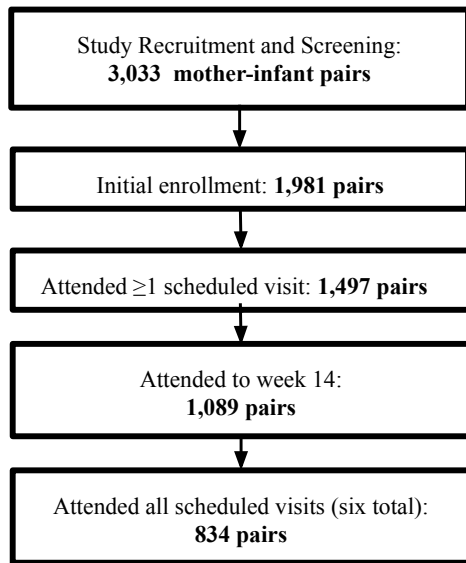 Study Recruitment and Screening:
3,033 mother-infant pairs
Initial enrollment: 1,981 pairs
Attended ≥1 scheduled visit: 1,497 pairs
Attended to week 14:
1,089 pairs
Attended all scheduled visits (six total):
834 pairs